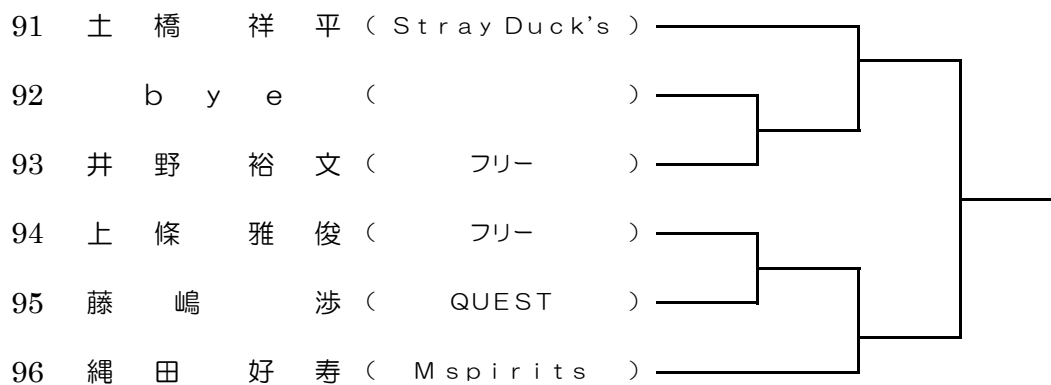 91 土橋 祥平 ( Stray Duck's )
92 bye ( )
93 井野 裕文 ( フリー )
94 上條 雅俊 ( フリー )
95 藤嶋 渉 ( QUEST )
96 縄田 好寿 ( Mspirits )